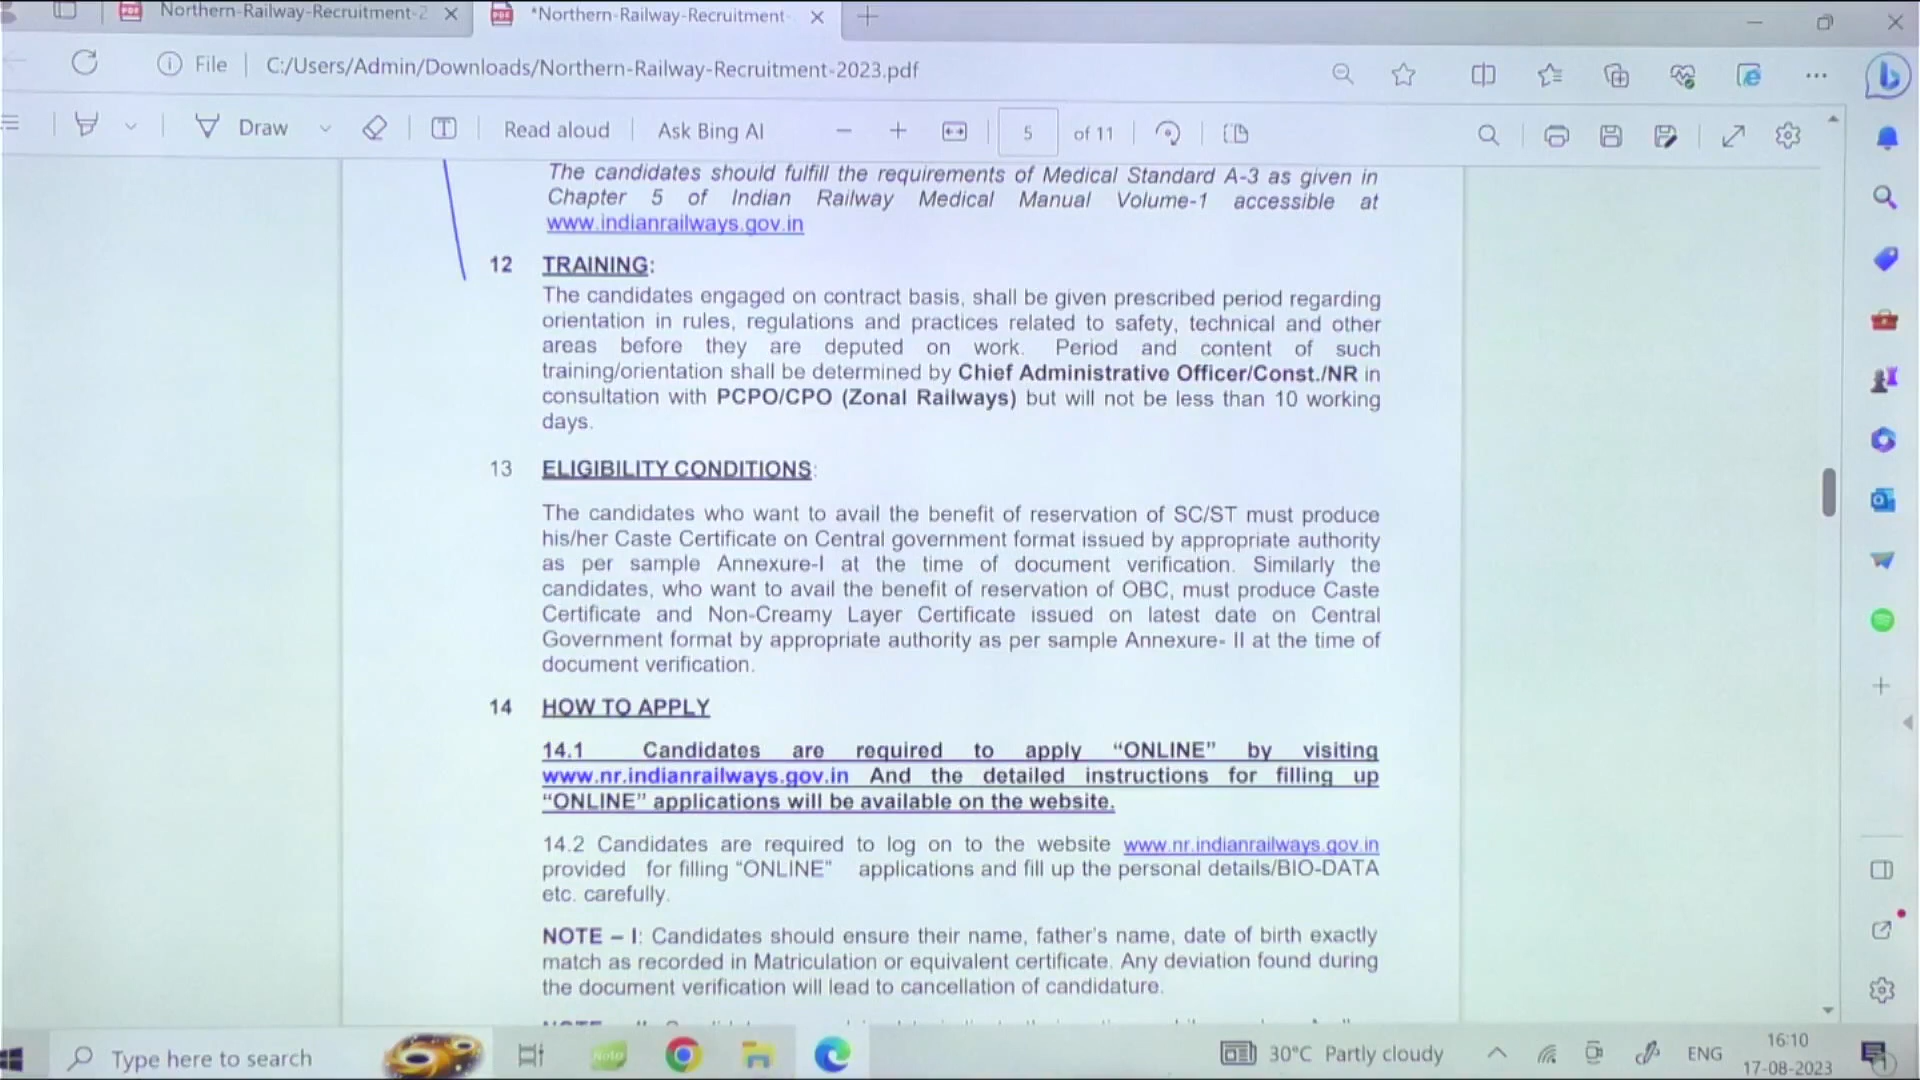 Northern-Railway-Recruitment-2
*Northern-Railway-Recruitment
File
C:/Users/Admin/Downloads/Northern-Railway-Recruitment-2023.pdf
Draw
Read aloud
Ask Bing AI
5
of 11
The candidates should fulfill the requirements of Medical Standard A-3 as given in
Chapter 5 of Indian Railway Medical Manual Volume-1 accessible at
www.indianrailways.gov.in
12 TRAINING:
The candidates engaged on contract basis, shall be given prescribed period regarding
orientation in rules, regulations and practices related to safety, technical and other
areas before they are deputed on work. Period and content of such
training/orientation shall be determined by Chief Administrative Officer/Const./NR in
consultation with PCPO/CPO (Zonal Railways) but will not be less than 10 working
days.
13 ELIGIBILITY CONDITIONS:
The candidates who want to avail the benefit of reservation of SC/ST must produce
his/her Caste Certificate on Central government format issued by appropriate authority
as per sample Annexure-I at the time of document verification. Similarly the
candidates, who want to avail the benefit of reservation of OBC, must produce Caste
Certificate and Non-Creamy Layer Certificate issued on latest date on Central
Government format by appropriate authority as per sample Annexure- II at the time of
document verification.
14 HOW TO APPLY
14.1 Candidates are required to apply “ONLINE” by visiting
www.nr.indianrailways.gov.in And the detailed instructions for filling up
“ONLINE” applications will be available on the website.
14.2 Candidates are required to log on to the website www.nr.indianrailways.gov.in
provided for filling “ONLINE” applications and fill up the personal details/BIO-DATA
etc. carefully.
NOTE – I: Candidates should ensure their name, father's name, date of birth exactly
match as recorded in Matriculation or equivalent certificate. Any deviation found during
the document verification will lead to cancellation of candidature.
Type here to search
30°C Partly cloudy
ENG
16:10
17-08-2023